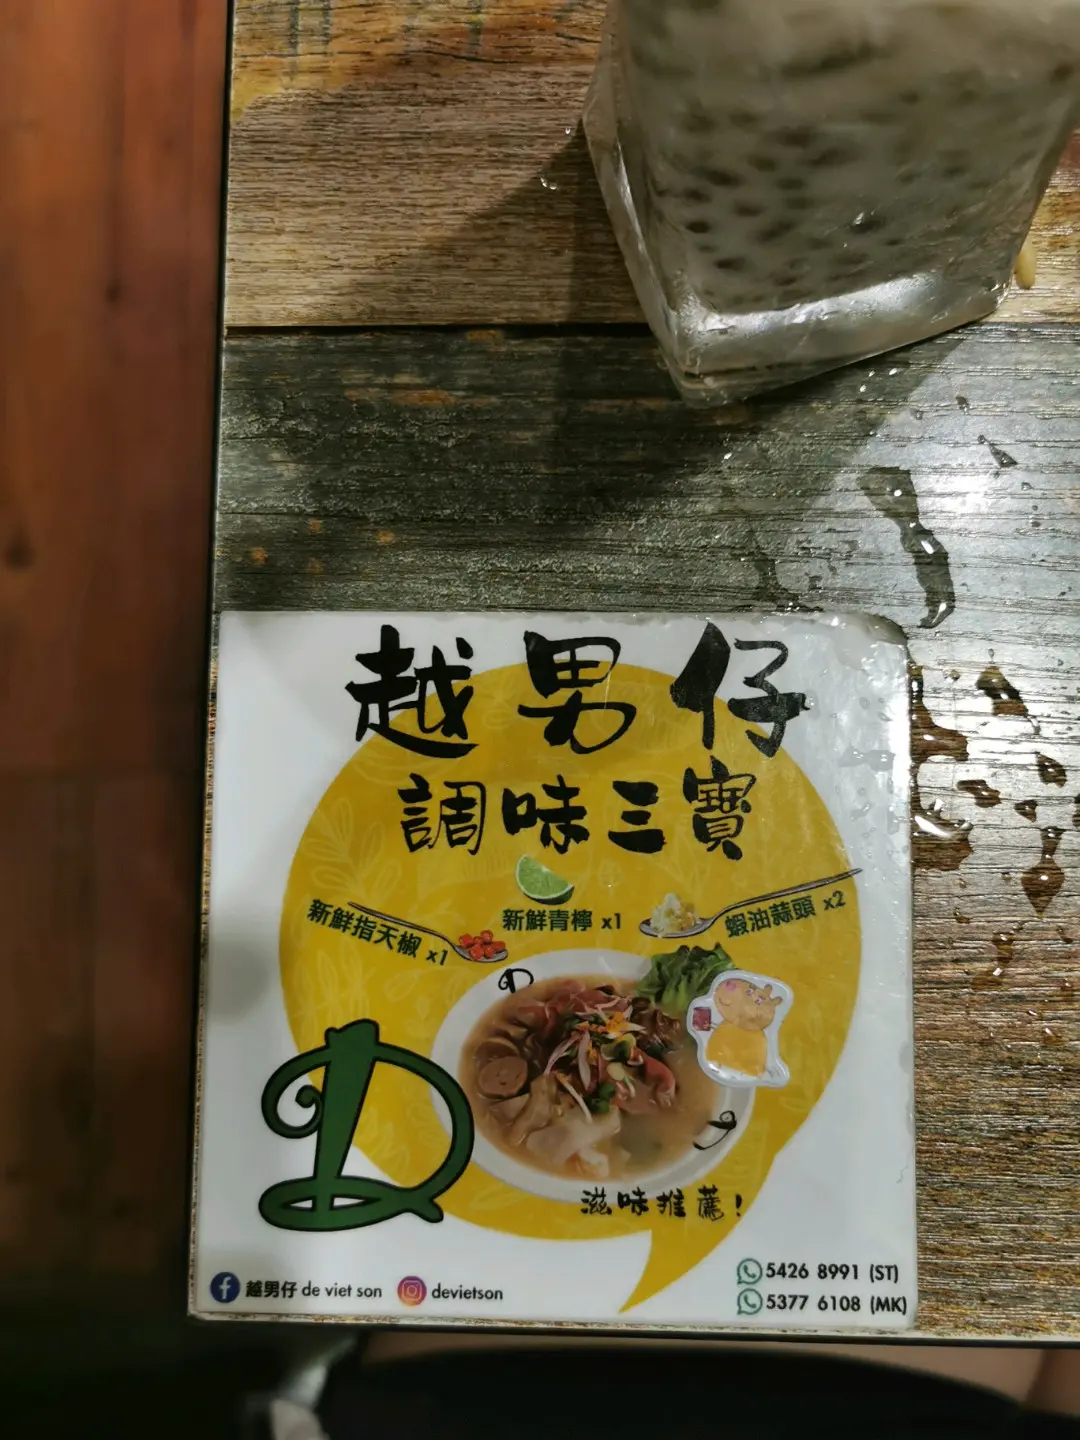 越男仔
調味三寶
新鮮指天椒 x1
新鮮青檸 x1
蝦油蒜頭 x2
D
滋味推薦!
越男仔 de viet son
devietson
5426 8991 (ST)
5377 6108 (MK)